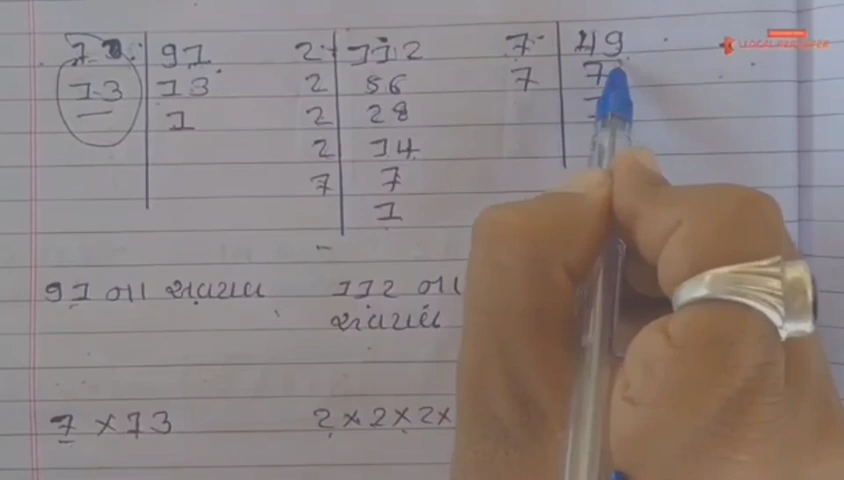 7 91
13 13
1
2 112
2 56
2 28
2 14
7 7
1
7 49
7 7
91 ના અવયવ
112 ના
અવયવ
7 × 13
2 × 2 × 2 ×